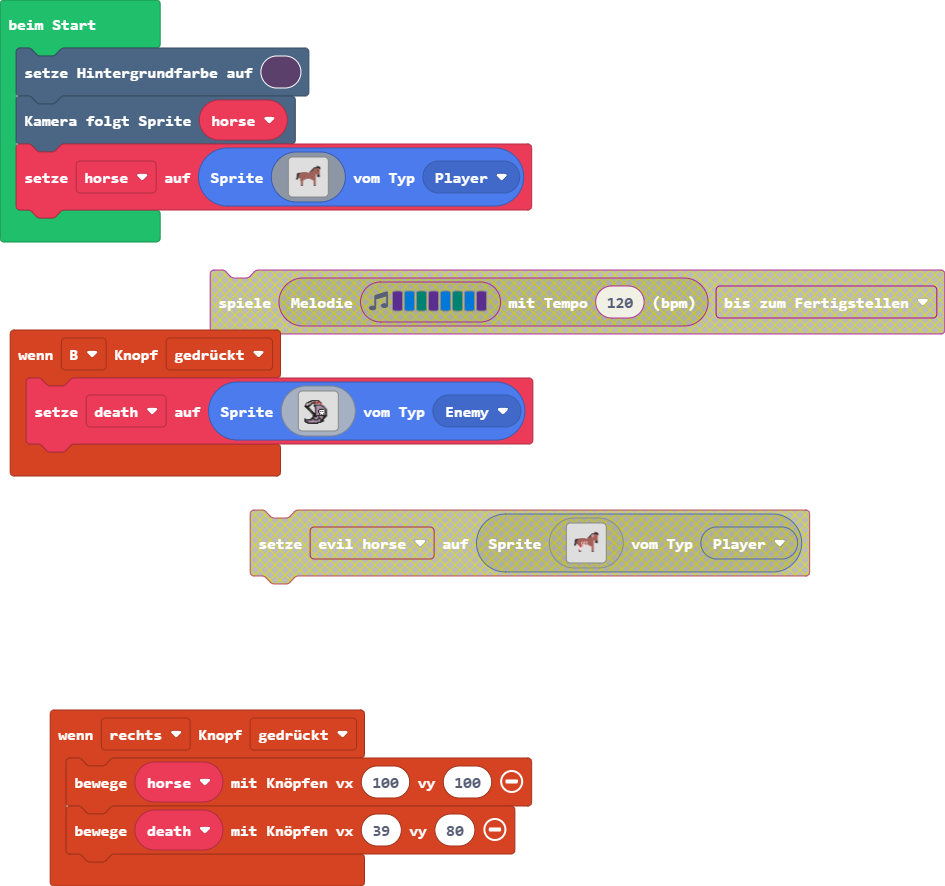 beim Start
setze Hintergrundfarbe auf
Kamera folgt Sprite horse
setze horse auf Sprite vom Typ Player
spiele Melodie mit Tempo 120 (bpm) bis zum Fertigstellen
wenn B Knopf gedrückt
setze death auf Sprite vom Typ Enemy
setze evil horse auf Sprite vom Typ Player
wenn rechts Knopf gedrückt
bewege horse mit Knöpfen vx 100 vy 100
bewege death mit Knöpfen vx 39 vy 80